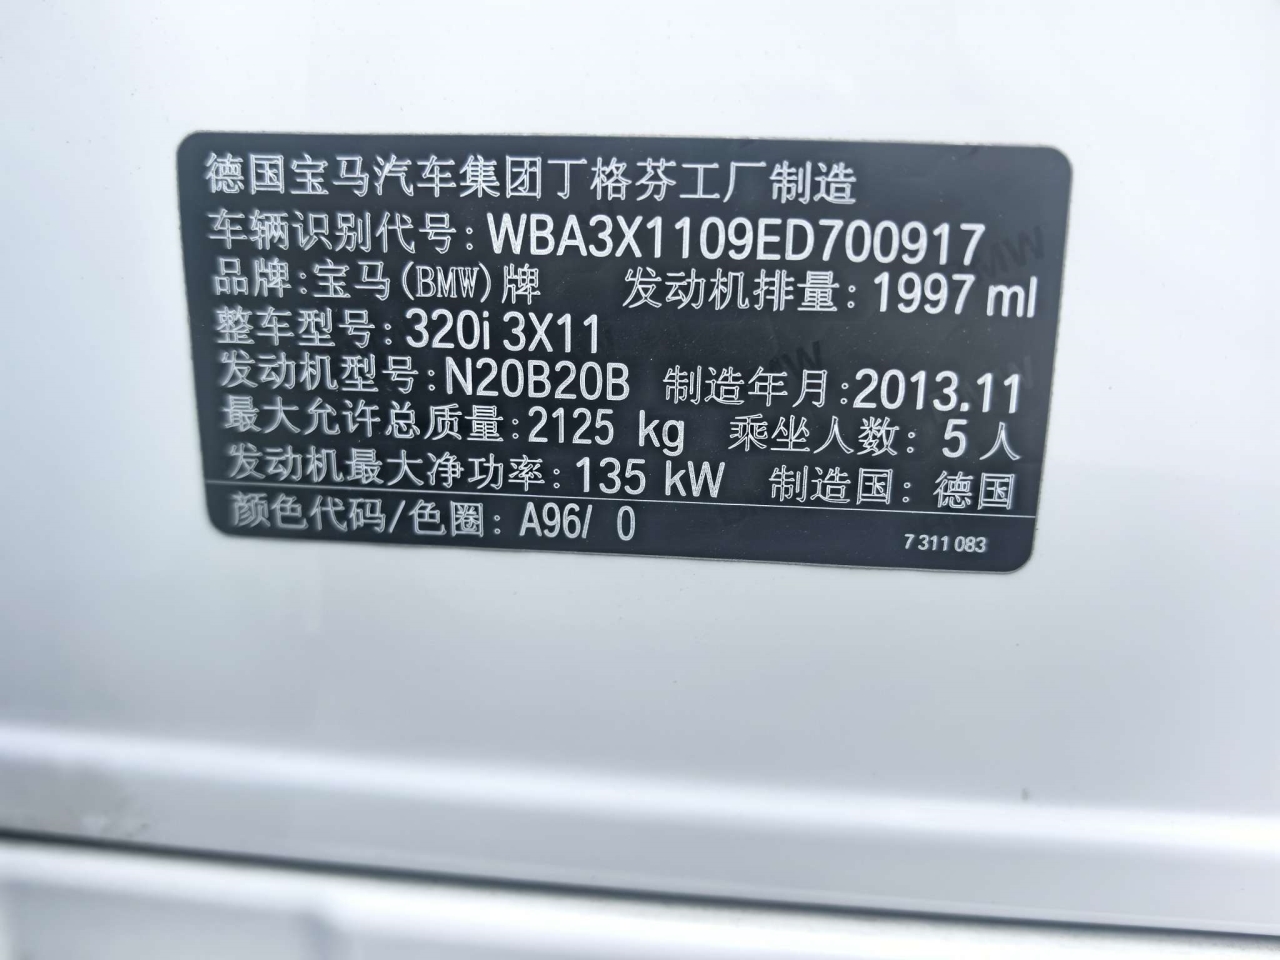 德国宝马汽车集团丁格芬工厂制造
车辆识别代号: WBA3X1109ED700917
品牌:宝马(BMW)牌 发动机排量: 1997 ml
整车型号: 320i 3X11
发动机型号: N20B20B 制造年月:2013.11
最大允许总质量:2125 kg 乘坐人数: 5 人
发动机最大净功率: 135 kW 制造国: 德国
颜色代码/色圈: A96/ 0
7 311 083